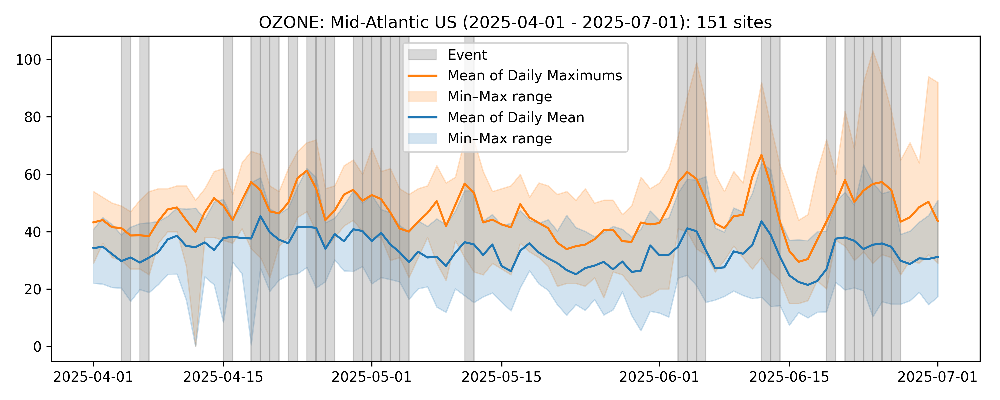 OZONE: Mid-Atlantic US (2025-04-01 - 2025-07-01): 151 sites
100
80
60
40
20
0
Event
Mean of Daily Maximums
Min–Max range
Mean of Daily Mean
Min–Max range
2025-04-01
2025-04-15
2025-05-01
2025-05-15
2025-06-01
2025-06-15
2025-07-01